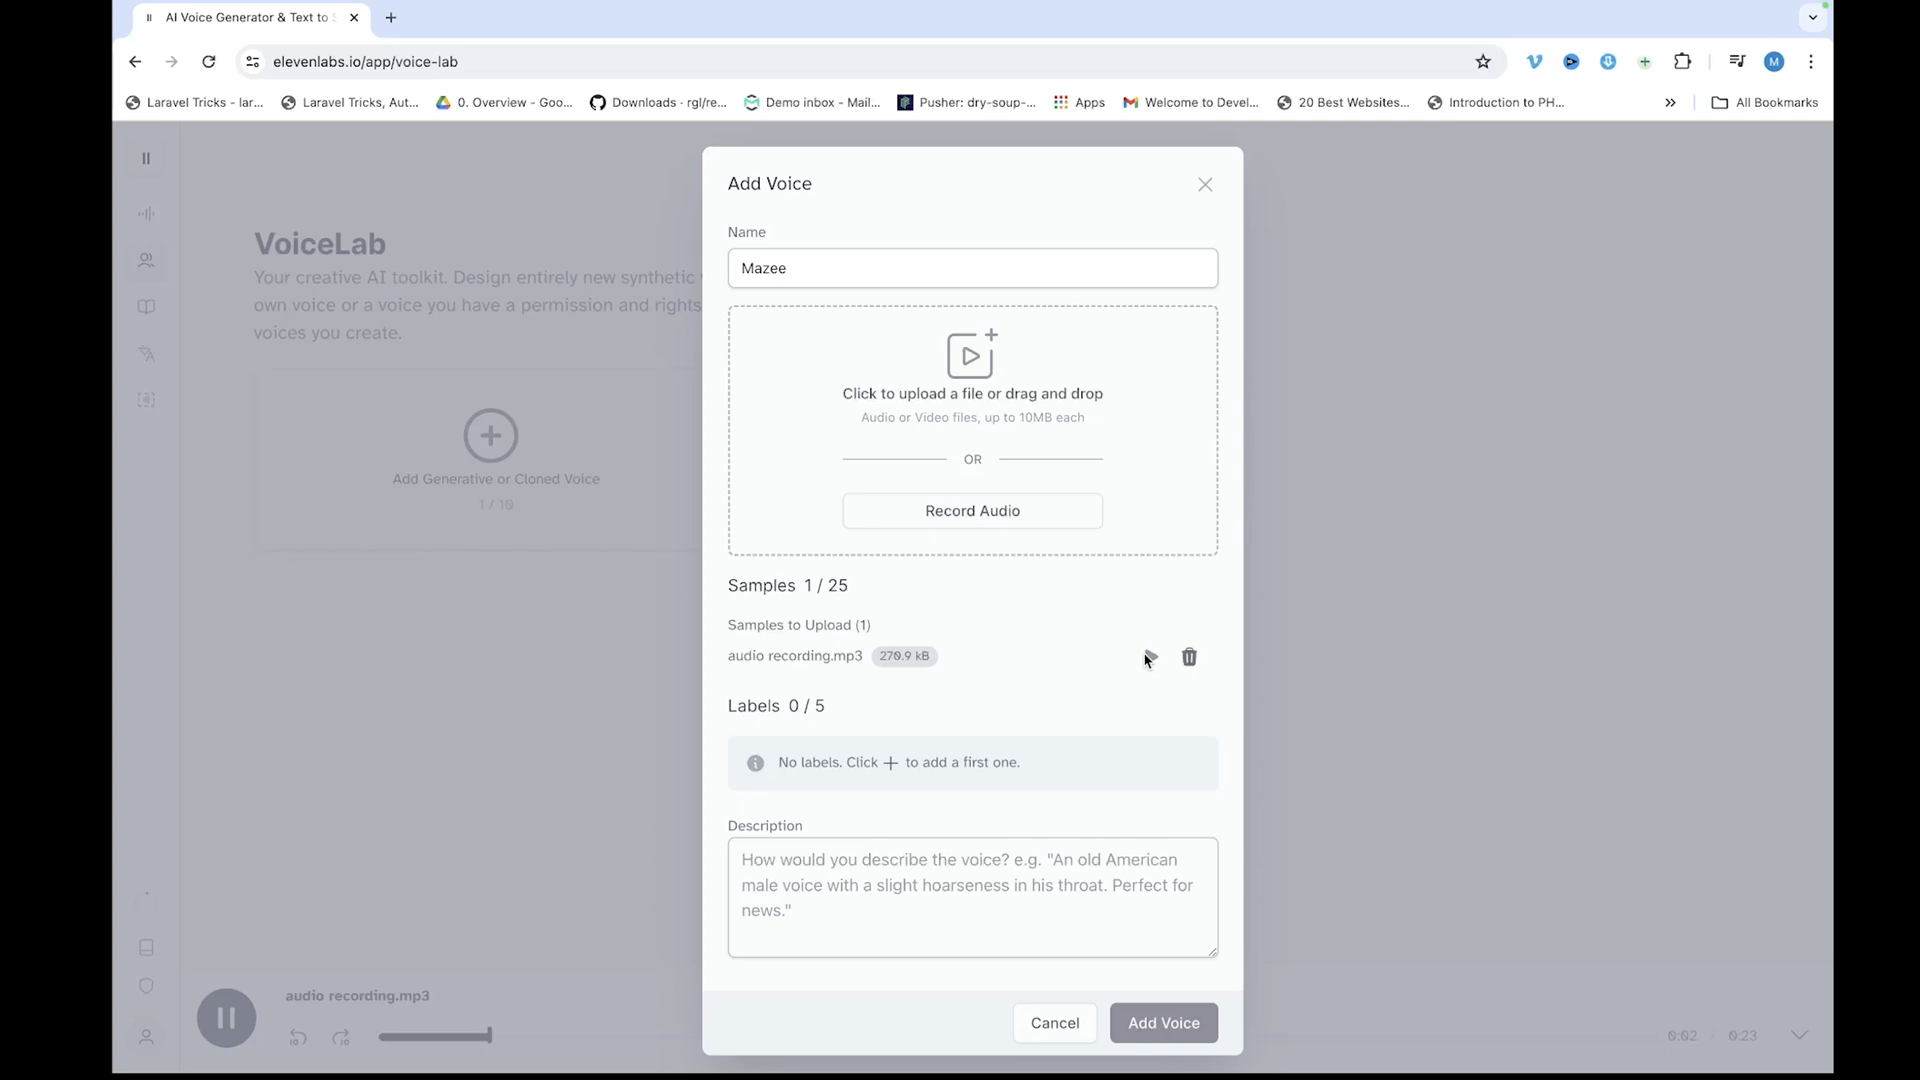 AI Voice Generator & Text to S
elevenlabs.io/app/voice-lab
M
Laravel Tricks - lar...
Laravel Tricks, Aut...
0. Overview - Goo...
Downloads · rgl/re...
Demo inbox - Mail...
Pusher: dry-soup-...
Apps
Welcome to Devel...
20 Best Websites...
Introduction to PH...
All Bookmarks
Add Voice
Name
Mazee
VoiceLab
Your creative AI toolkit. Design entirely new synthetic
own voice or a voice you have a permission and rights
voices you create.
Add Generative or Cloned Voice
1 / 10
Click to upload a file or drag and drop
Audio or Video files, up to 10MB each
OR
Record Audio
Samples 1 / 25
Samples to Upload (1)
audio recording.mp3 270.9 kB
Labels 0 / 5
No labels. Click + to add a first one.
Description
How would you describe the voice? e.g. "An old American
male voice with a slight hoarseness in his throat. Perfect for
news."
Cancel
Add Voice
audio recording.mp3
10
10
0:02
0:23